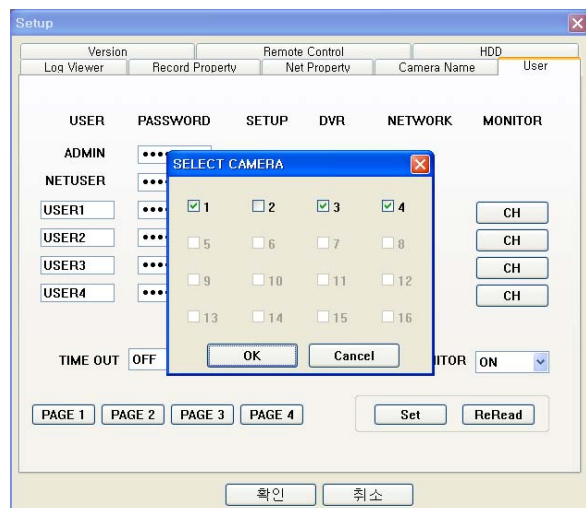 Setup
Version Remote Control HDD
Log Viewer Record Property Net Property Camera Name User
USER PASSWORD SETUP DVR NETWORK MONITOR
ADMIN
SELECT CAMERA
NETUSER
USER1 1 2 3 4 CH
USER2 5 6 7 8 CH
USER3 9 10 11 12 CH
USER4 CH
13 14 15 16
TIME OUT OFF OK Cancel ITOR ON
PAGE 1 PAGE 2 PAGE 3 PAGE 4 Set ReRead
확인 취소